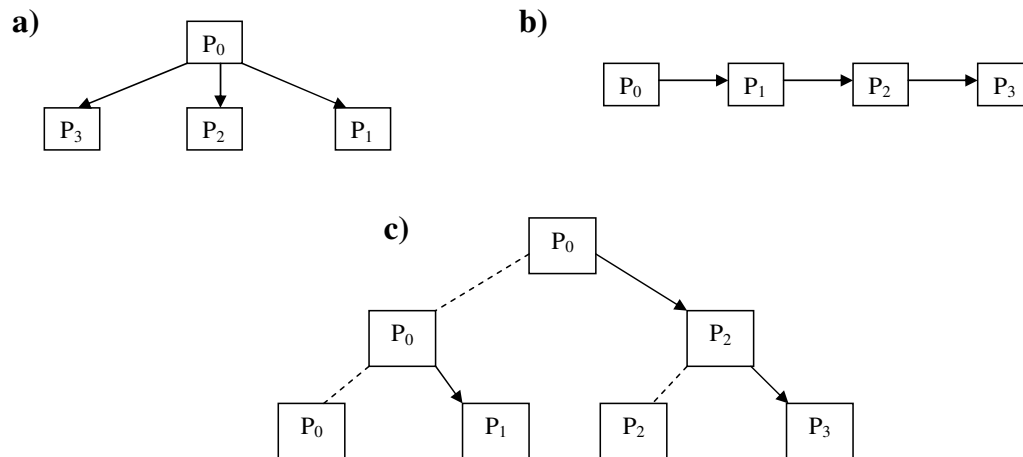 a)
P₀
P₃ P₂ P₁
b)
P₀ P₁ P₂ P₃
c)
P₀
P₀ P₂
P₀ P₁ P₂ P₃